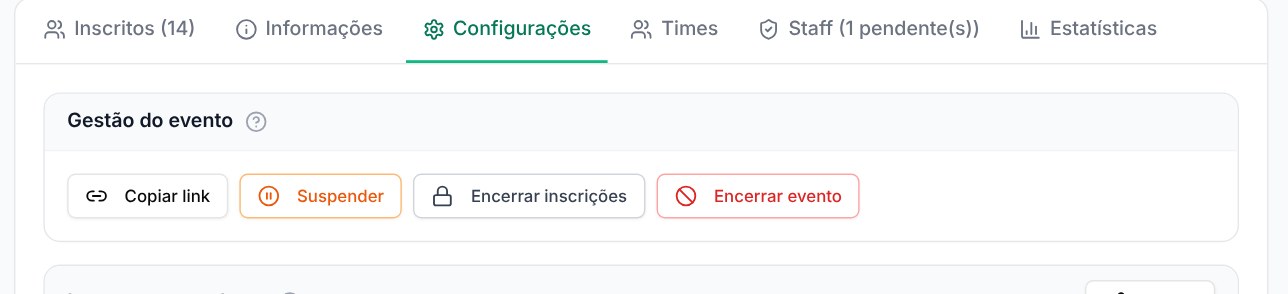 Inscritos (14) Informações Configurações Times Staff (1 pendente(s)) Estatísticas
Gestão do evento
Copiar link Suspender Encerrar inscrições Encerrar evento